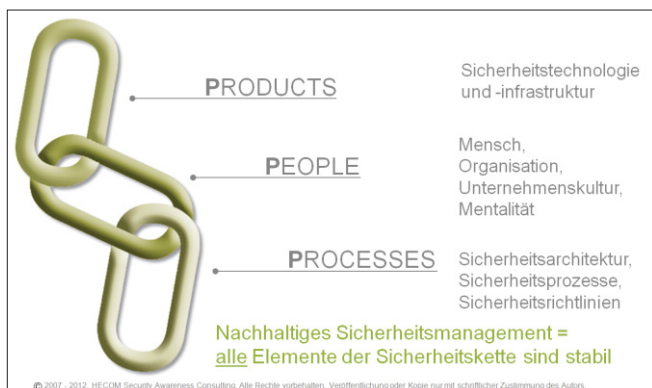 PRODUCTS
Sicherheitstechnologie
und -infrastruktur
PEOPLE
Mensch,
Organisation,
Unternehmenskultur,
Mentalität
PROCESSES
Sicherheitsarchitektur,
Sicherheitsprozesse,
Sicherheitsrichtlinien
Nachhaltiges Sicherheitsmanagement =
alle Elemente der Sicherheitskette sind stabil
© 2007 - 2012 HECOM Security Awareness Consulting. Alle Rechte vorbehalten. Veröffentlichung oder Kopie nur mit schriftlicher Zustimmung des Autors.